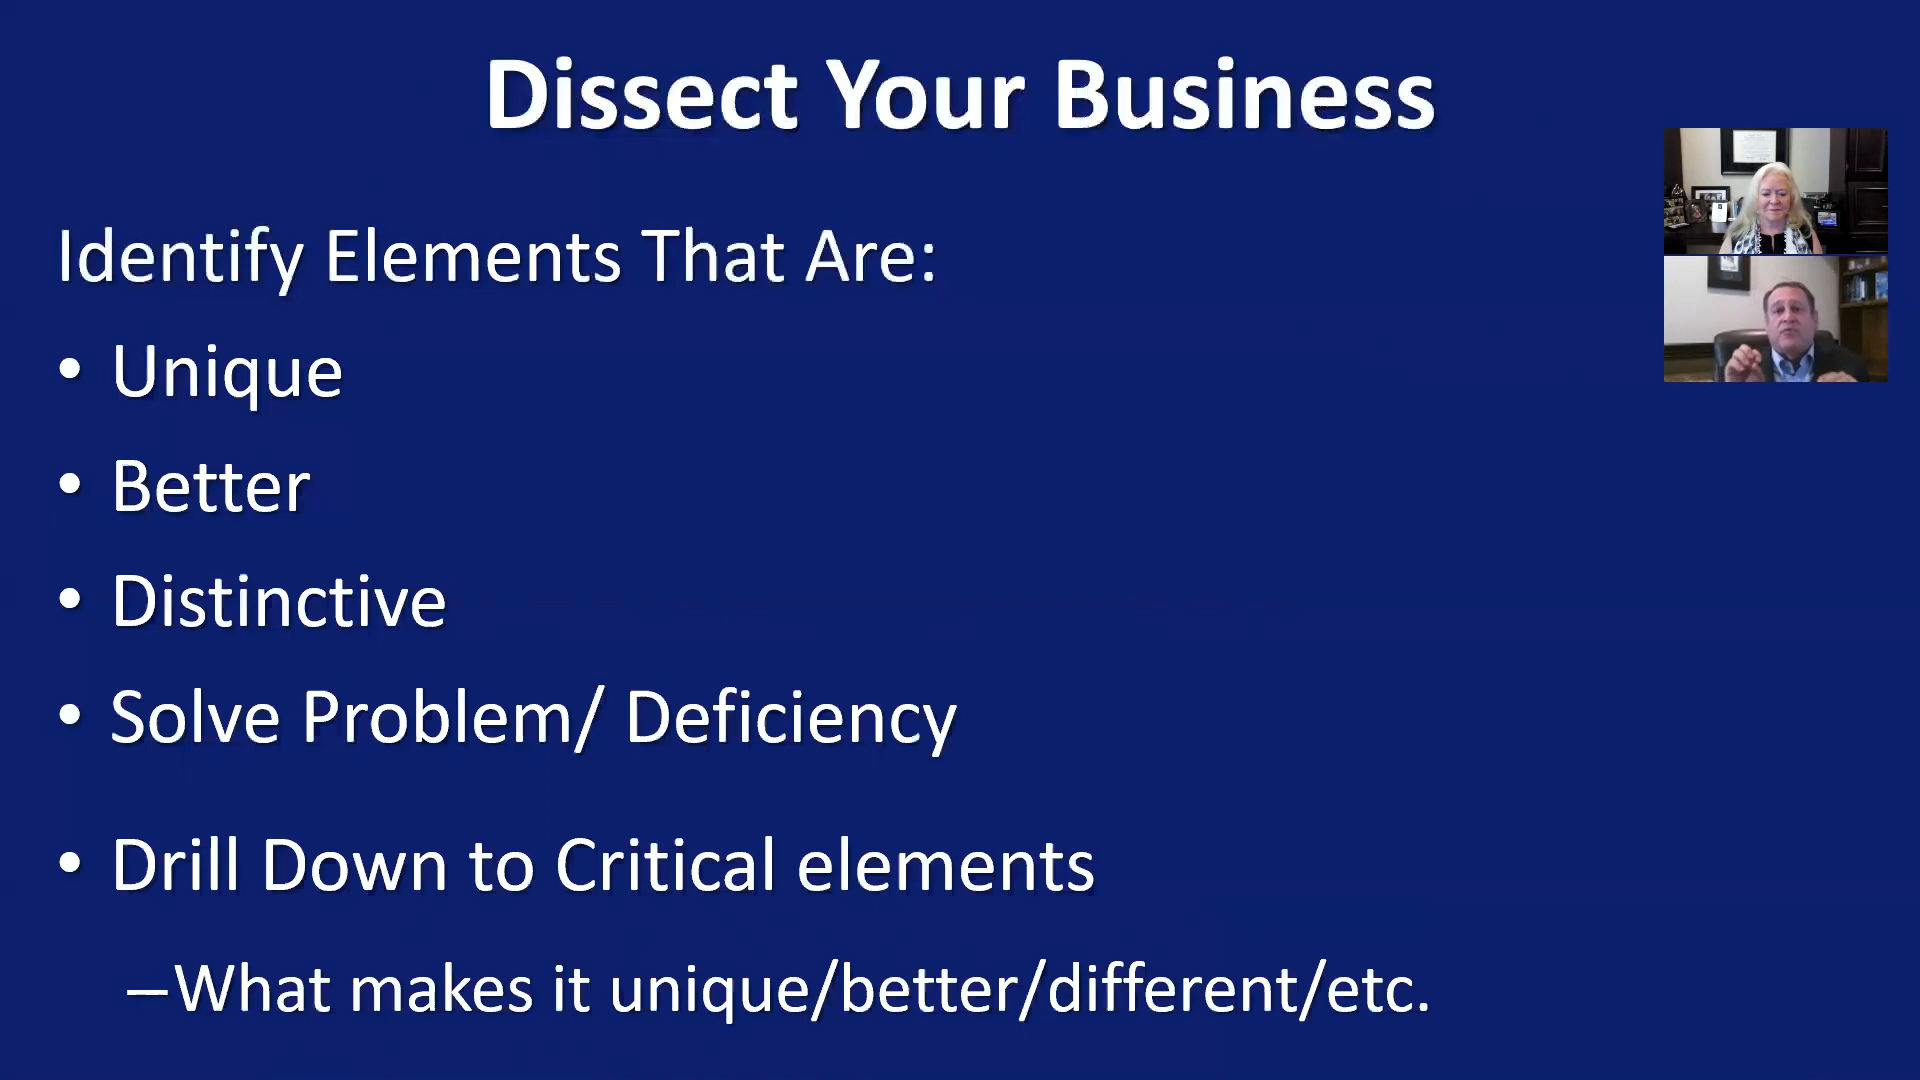 Dissect Your Business
Identify Elements That Are:
• Unique
• Better
• Distinctive
• Solve Problem/ Deficiency
• Drill Down to Critical elements
–What makes it unique/better/different/etc.